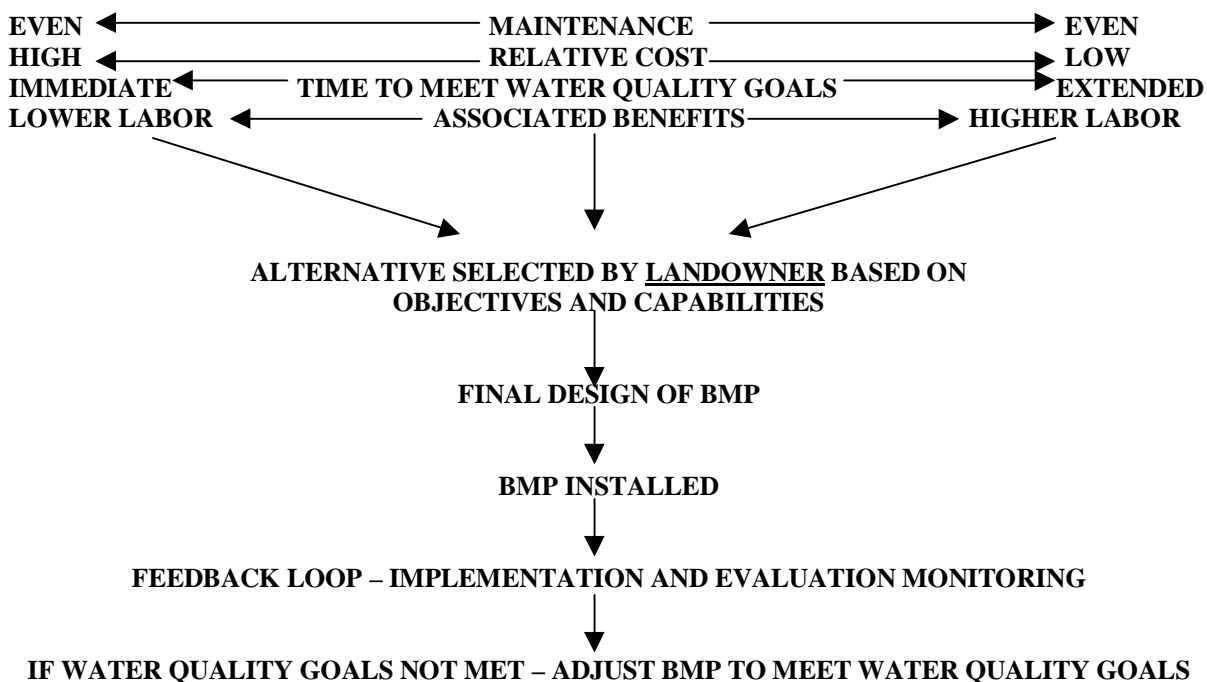 EVEN MAINTENANCE EVEN
HIGH RELATIVE COST LOW
IMMEDIATE TIME TO MEET WATER QUALITY GOALS EXTENDED
LOWER LABOR ASSOCIATED BENEFITS HIGHER LABOR
ALTERNATIVE SELECTED BY LANDOWNER BASED ON
OBJECTIVES AND CAPABILITIES
FINAL DESIGN OF BMP
BMP INSTALLED
FEEDBACK LOOP – IMPLEMENTATION AND EVALUATION MONITORING
IF WATER QUALITY GOALS NOT MET – ADJUST BMP TO MEET WATER QUALITY GOALS